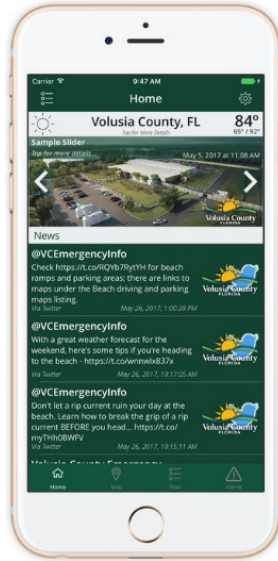 Carrier 9:47 AM
Home
Volusia County, FL
Tap for More Details
84°
65° / 92°
Sample Slider
Tap for more details
May 5, 2017 at 11:08 AM
Volusia County
FLORIDA
News
@VCEmergencyInfo
Check https://t.co/RQYb7RytYH for beach
ramps and parking areas; there are links to
maps under the Beach driving and parking
maps listing.
Via Twitter May 26, 2017, 1:00:28 PM
Volusia County
FLORIDA
@VCEmergencyInfo
With a great weather forecast for the
weekend, here's some tips if you're heading
to the beach - https://t.co/wmwlx837x
Via Twitter May 26, 2017, 10:17:05 AM
Volusia County
FLORIDA
@VCEmergencyInfo
Don't let a rip current ruin your day at the
beach. Learn how to break the grip of a rip
current BEFORE you head... https://t.co/
myTHh0BWFV
Via Twitter May 26, 2017, 10:15:11 AM
Volusia County
FLORIDA
Volusia County Emergency
Home Map Plan Alerts